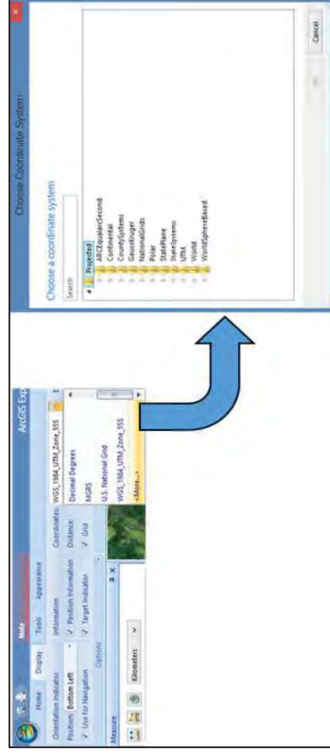 Note
ArcGIS Exp
Home Display Tools Appearance
Orientation Indicator Information Coordinates: WGS_1984_UTM_Zone_55S
Position: Bottom Left Position Information Distance: Decimal Degrees
Use for Navigation Target Indicator Grid MGRS
U.S. National Grid
WGS_1984_UTM_Zone_55S
<More...>
Options
Measure
Kilometers
Choose Coordinate System
Choose a coordinate system
Search
Projected
ARCEqualArcSecond
Continental
CountySystems
GaussKruger
NationalGrids
Polar
StatePlane
StateSystems
UTM
World
WorldSphereBased
Cancel